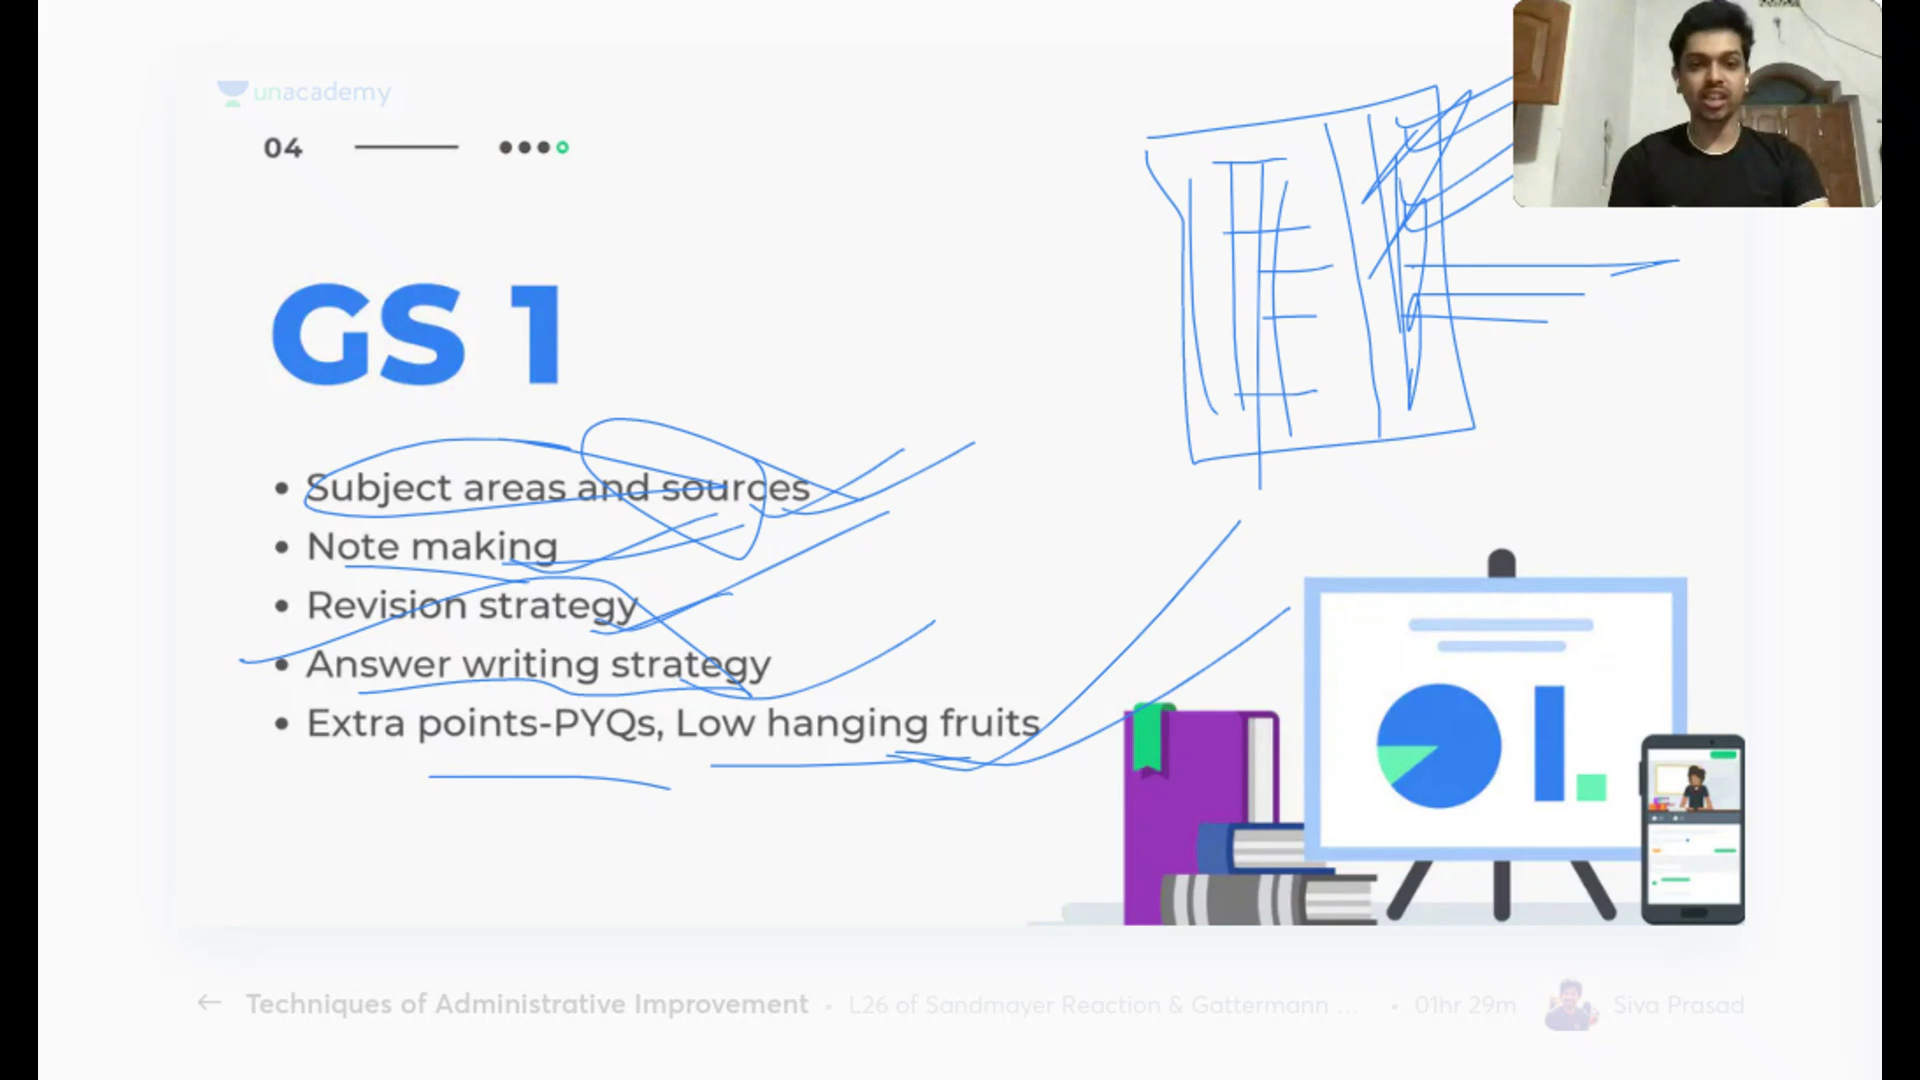 unacademy
04
GS 1
• Subject areas and sources
• Note making
• Revision strategy
• Answer writing strategy
• Extra points-PYQs, Low hanging fruits
← Techniques of Administrative Improvement • L26 of Sandmayer Reaction & Gattermann ... • 01hr 29m Siva Prasad